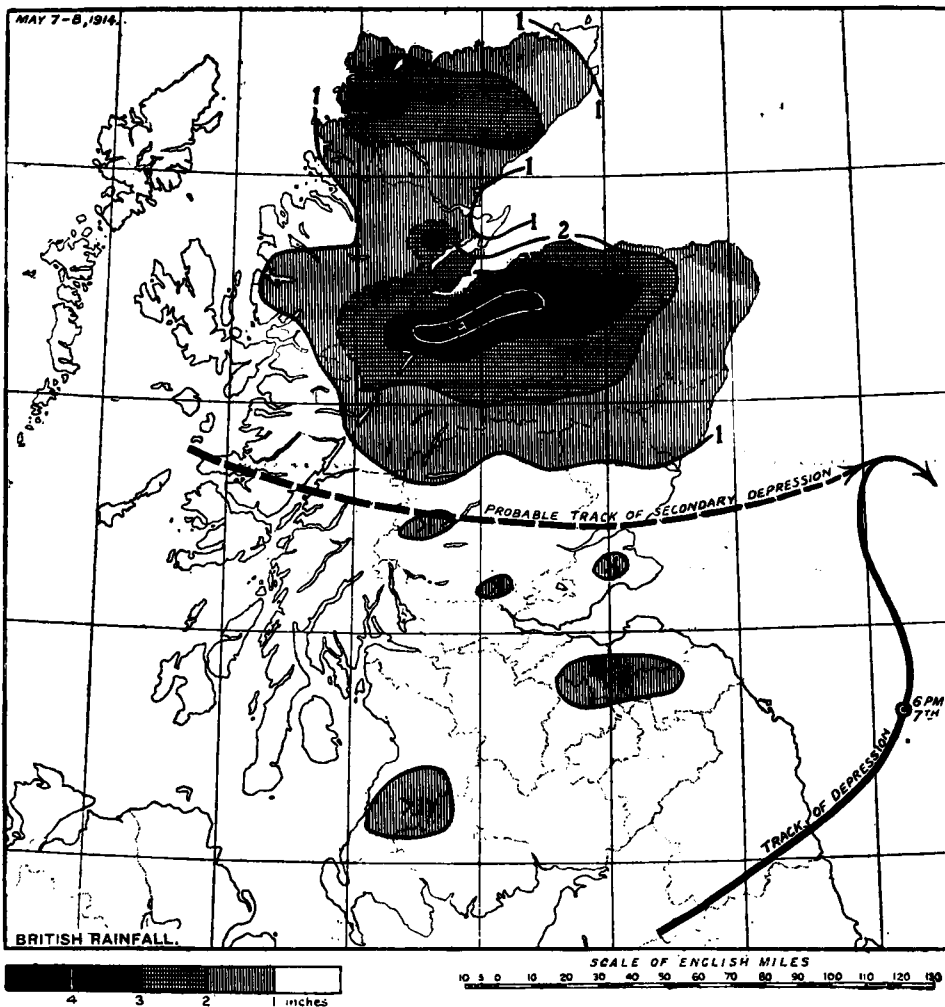 MAY 7-8, 1914.
1
1
1
1
1
2
1
PROBABLE TRACK OF SECONDARY DEPRESSION
6 PM
7TH
TRACK OF DEPRESSION
BRITISH RAINFALL.
4 3 2 1 inches
SCALE OF ENGLISH MILES
10 5 0 10 20 30 40 50 60 70 80 90 100 110 120 130